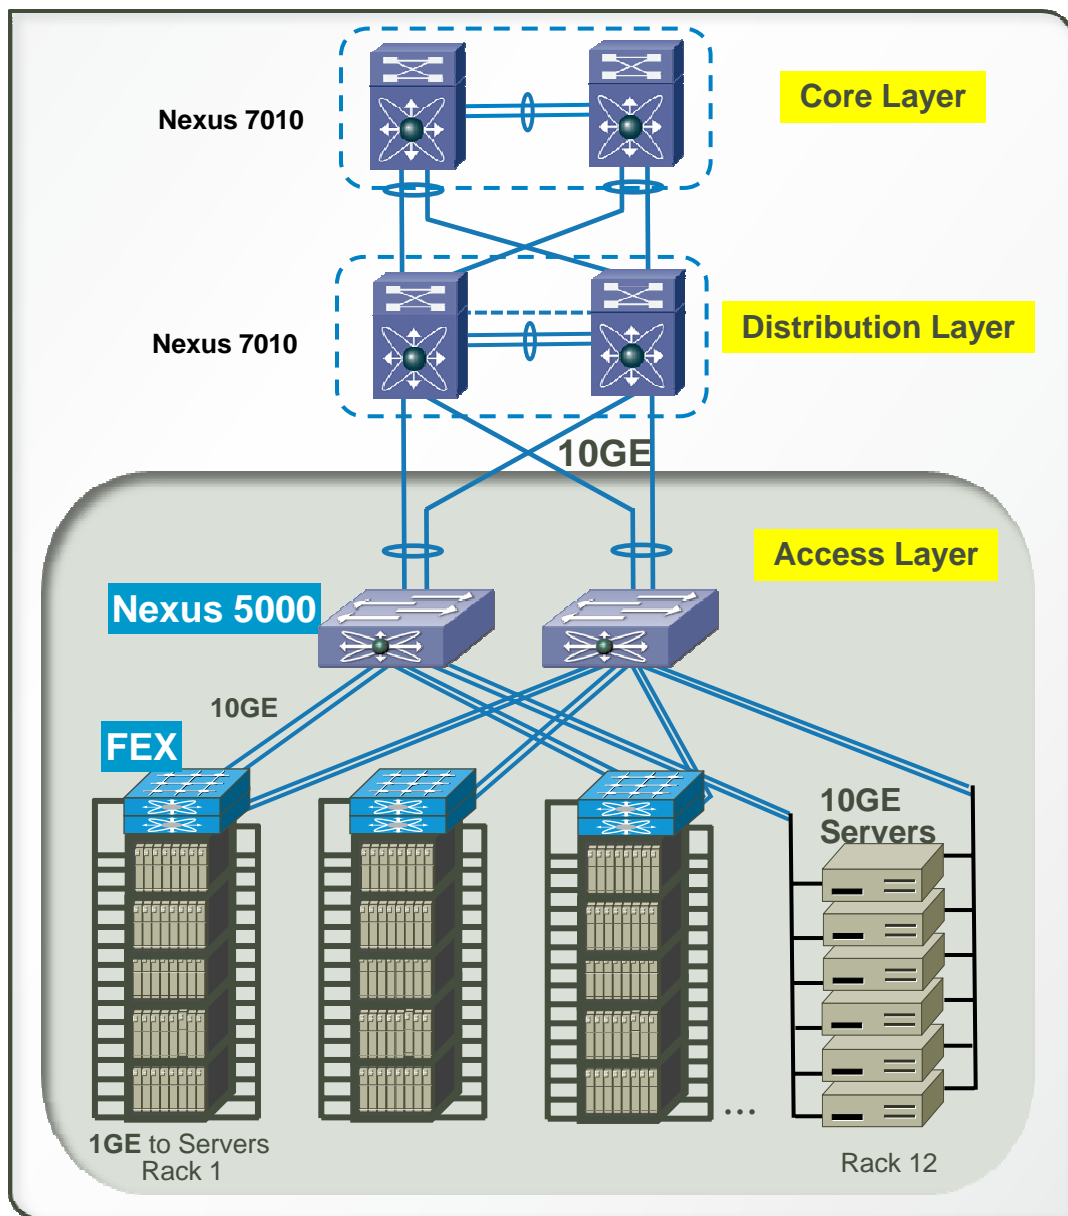 Core Layer
Nexus 7010
Distribution Layer
Nexus 7010
10GE
Access Layer
Nexus 5000
10GE
FEX
10GE
Servers
...
1GE to Servers
Rack 1
Rack 12